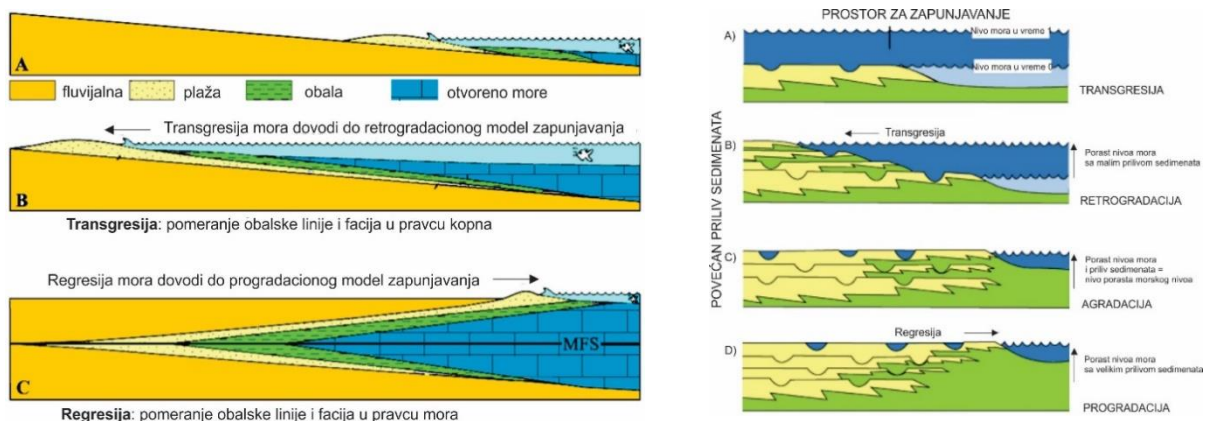 A
fluvijalna
plaža
obala
otvoreno more
Transgresija mora dovodi do retrogradacionog model zapunjavanja
B
Transgresija: pomeranje obalske linije i facija u pravcu kopna
Regresija mora dovodi do progradacionog model zapunjavanja
MFS
C
Regresija: pomeranje obalske linije i facija u pravcu mora
PROSTOR ZA ZAPUNJAVANJE
POVEĆAN PRILIV SEDIMENATA
A)
Nivo mora u vreme 1
Nivo mora u vreme 0
TRANSGRESIJA
B)
Transgresija
Porast nivoa mora
sa malim prilivom sedimenata
RETROGRADACIJA
C)
Porast nivoa mora
i priliv sedimenata =
nivo porasta morskog nivoa
AGRADACIJA
Regresija
D)
Porast nivoa mora
sa velikim prilivom sedimenata
PROGRADACIJA